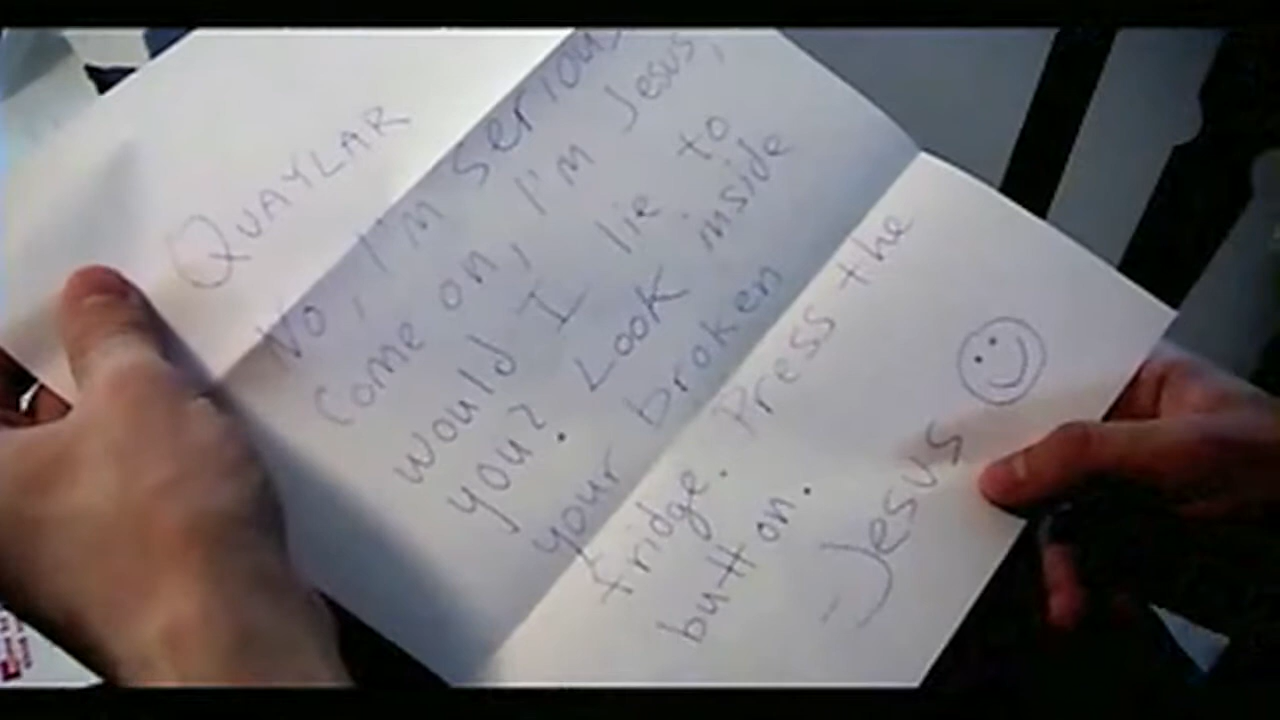 QUAYLAR
No, I'm serious
Come on, I'm Jesus,
would I lie to
you?. Look inside
your broken
fridge. Press the
button.
-Jesus